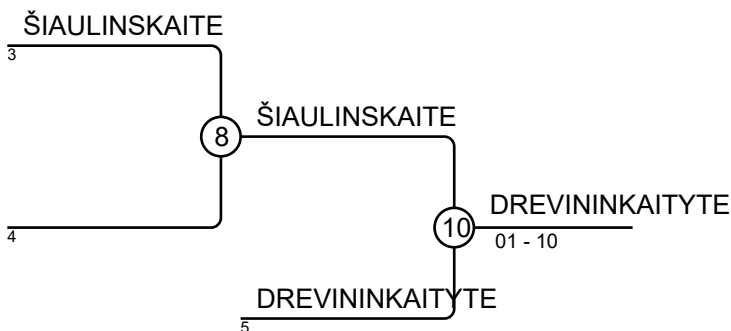 ŠIAULINSKAITE
3
8
ŠIAULINSKAITE
4
10
DREVININKAITYTE
01 - 10
DREVININKAITYTE
5